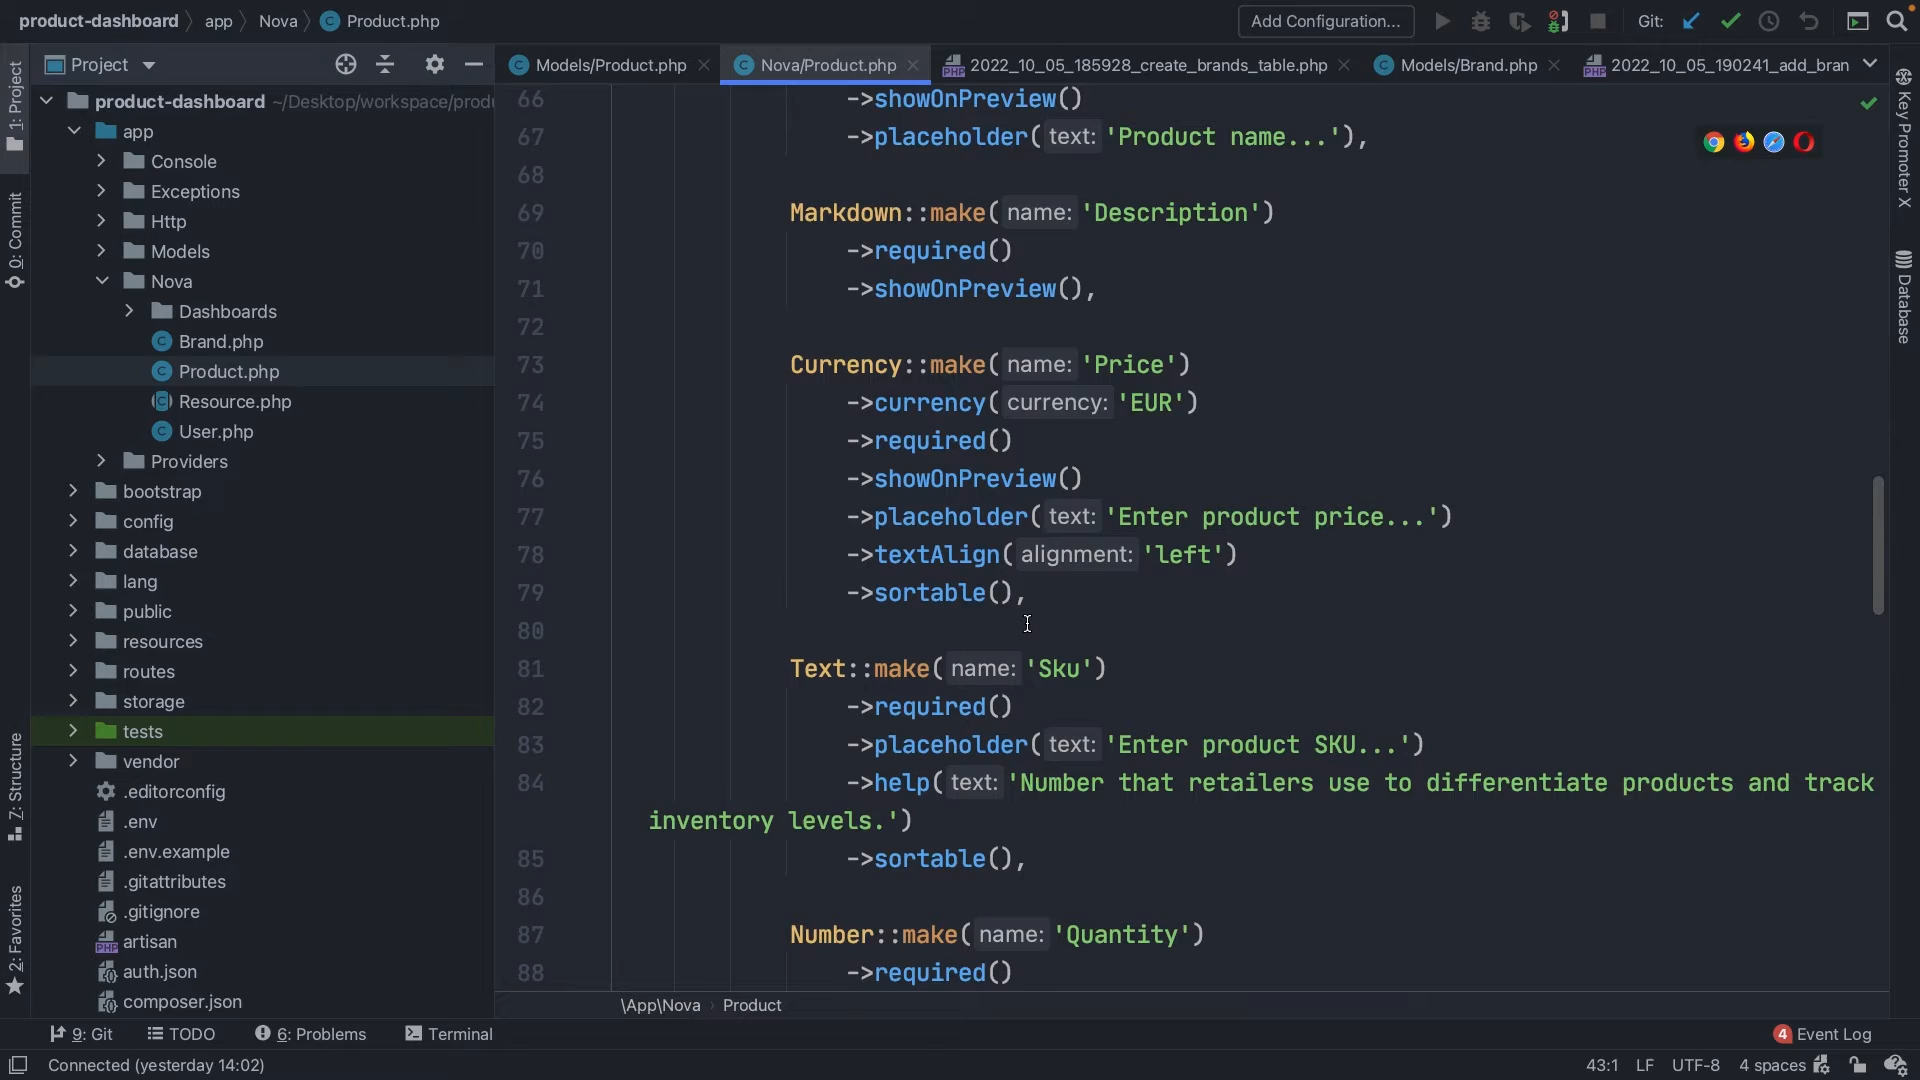 product-dashboard app Nova Product.php
Add Configuration... Git:
Project
Models/Product.php Nova/Product.php 2022_10_05_185928_create_brands_table.php Models/Brand.php 2022_10_05_190241_add_bran
1: Project
0: Commit
7: Structure
2: Favorites
product-dashboard ~/Desktop/workspace/produ
app
Console
Exceptions
Http
Models
Nova
Dashboards
Brand.php
Product.php
Resource.php
User.php
Providers
bootstrap
config
database
lang
public
resources
routes
storage
tests
vendor
.editorconfig
.env
.env.example
.gitattributes
.gitignore
artisan
auth.json
composer.json
66 ->showOnPreview()
67 ->placeholder( text: 'Product name...'),
68
69 Markdown::make( name: 'Description')
70 ->required()
71 ->showOnPreview(),
72
73 Currency::make( name: 'Price')
74 ->currency( currency: 'EUR')
75 ->required()
76 ->showOnPreview()
77 ->placeholder( text: 'Enter product price...')
78 ->textAlign( alignment: 'left')
79 ->sortable(),
80
81 Text::make( name: 'Sku')
82 ->required()
83 ->placeholder( text: 'Enter product SKU...')
84 ->help( text: 'Number that retailers use to differentiate products and track
inventory levels.')
85 ->sortable(),
86
87 Number::make( name: 'Quantity')
88 ->required()
\App\Nova Product
Key Promoter X
Database
9: Git TODO 6: Problems Terminal 4 Event Log
Connected (yesterday 14:02) 43:1 LF UTF-8 4 spaces